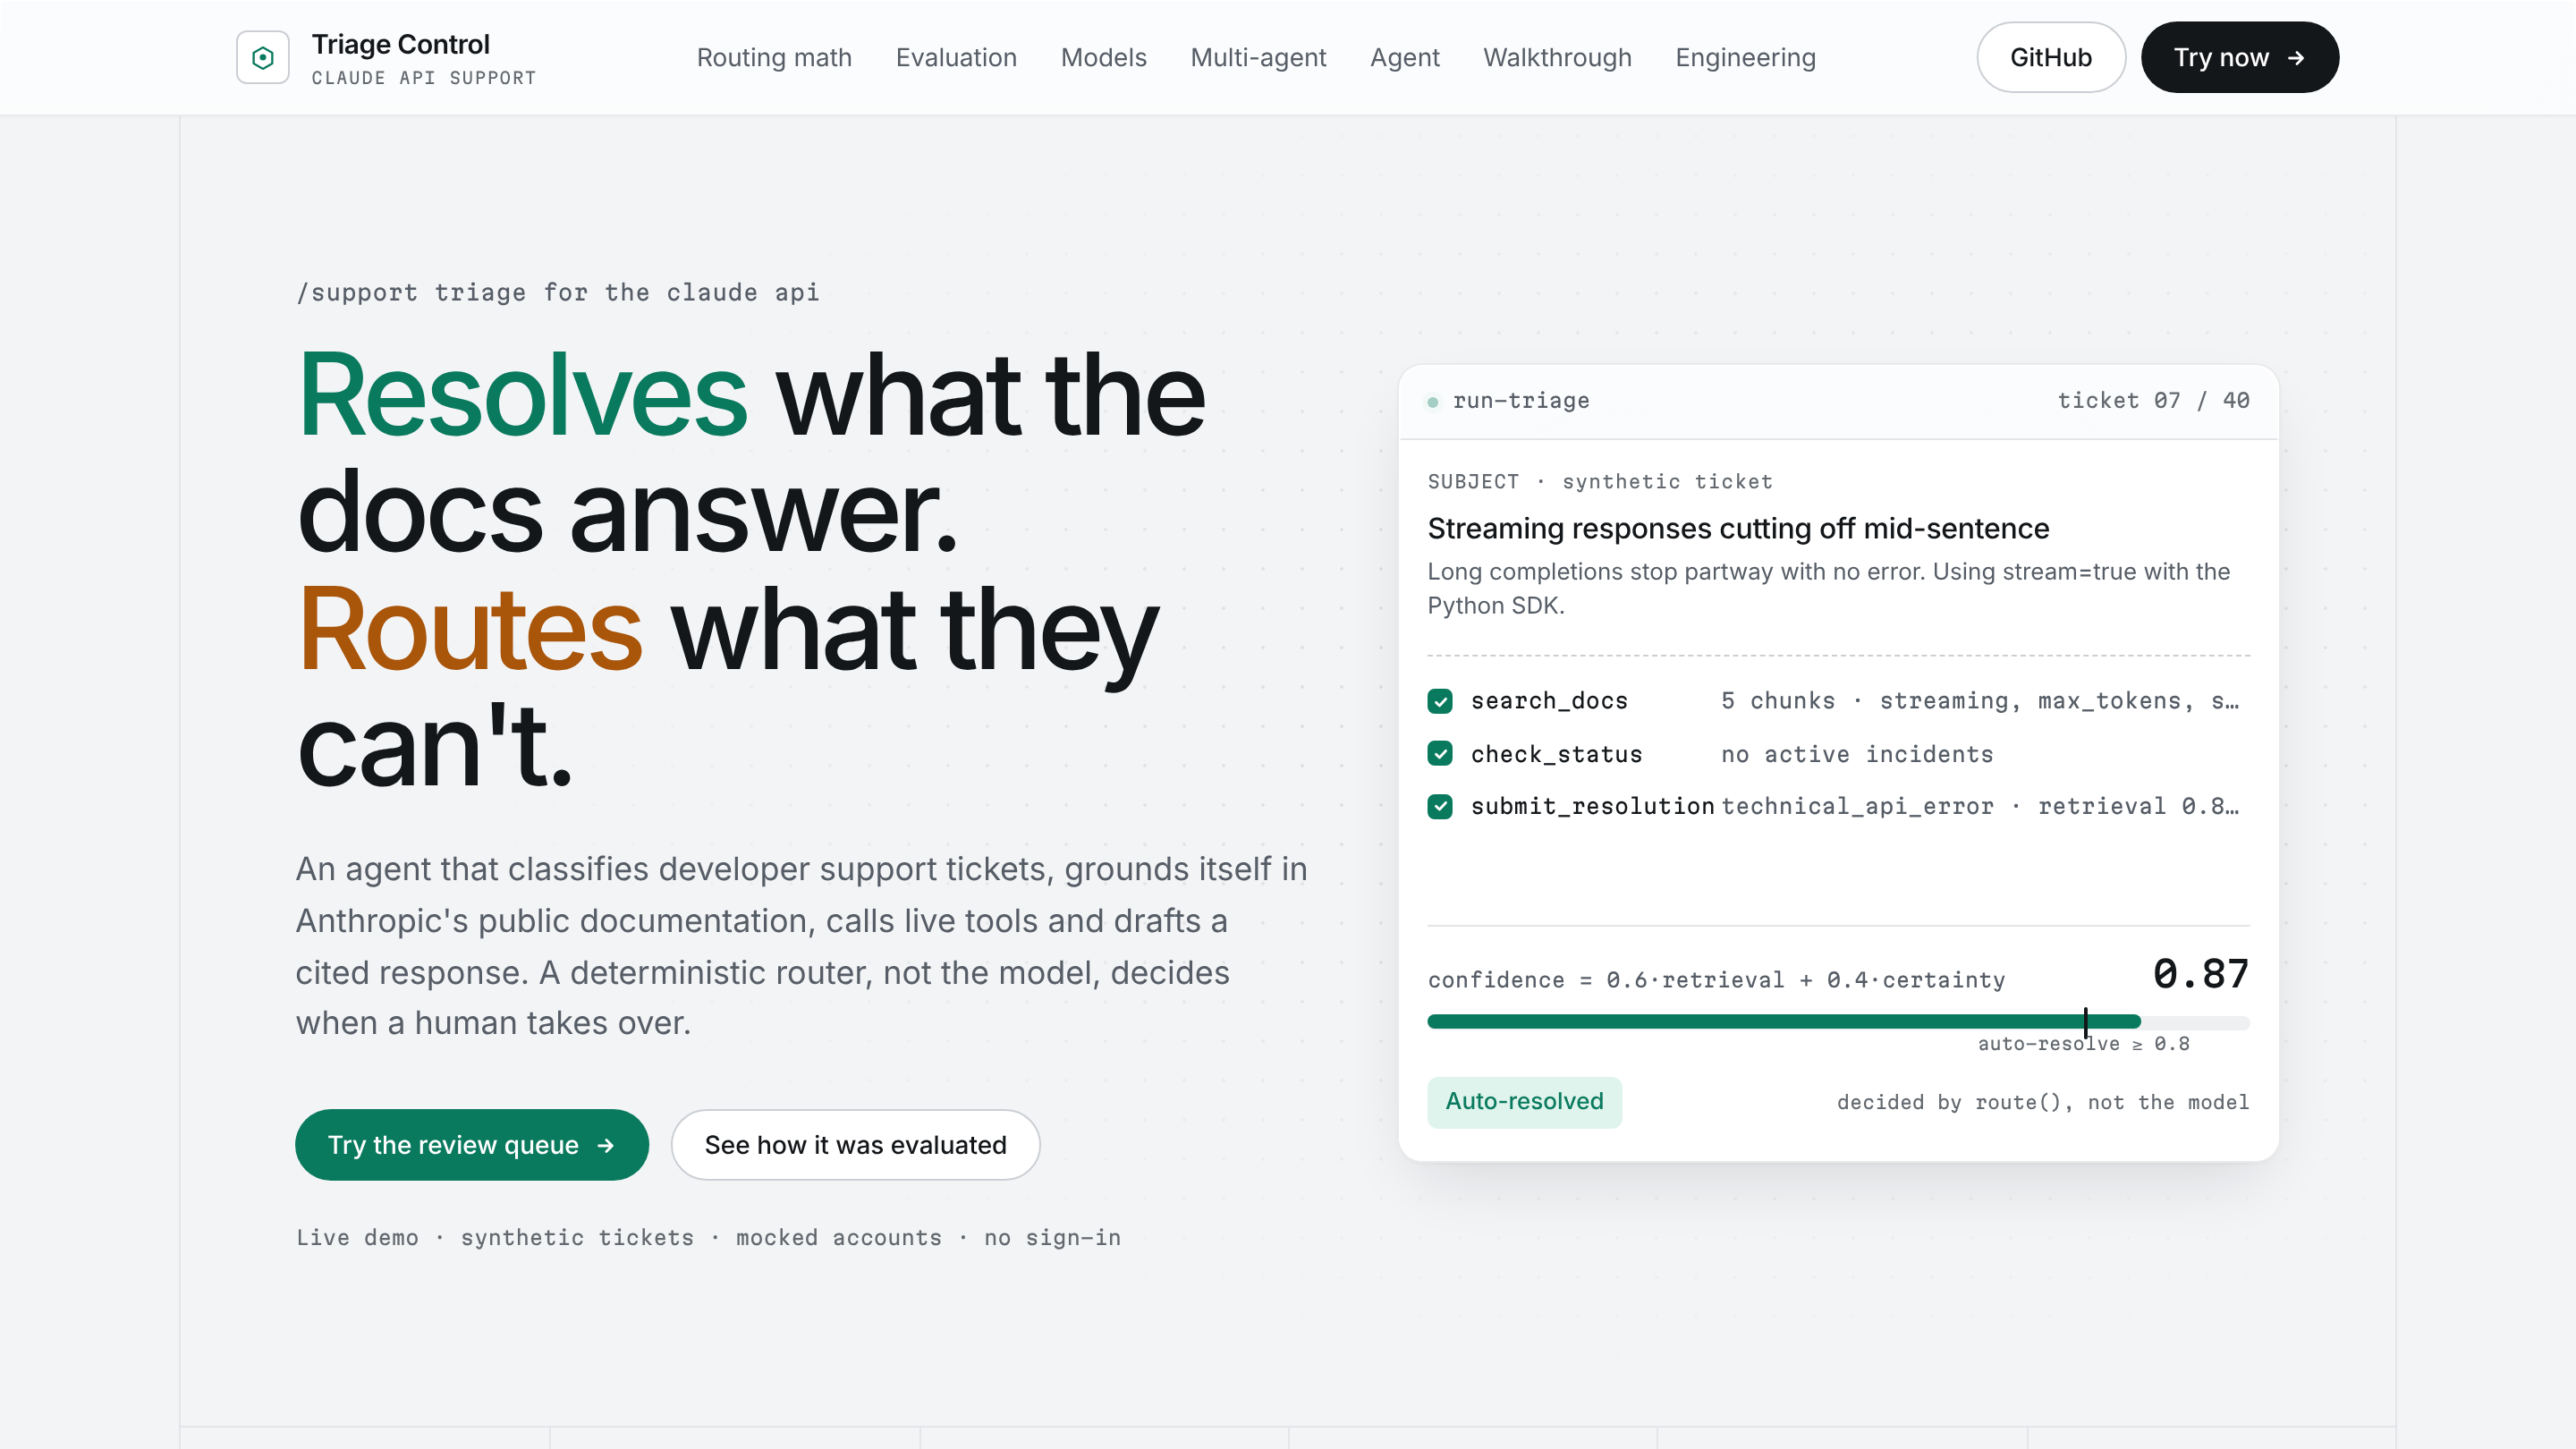 Triage Control
CLAUDE API SUPPORT
Routing math
Evaluation
Models
Multi-agent
Agent
Walkthrough
Engineering
GitHub
Try now →
/support triage for the claude api
Resolves what the
docs answer.
Routes what they
can't.
An agent that classifies developer support tickets, grounds itself in
Anthropic's public documentation, calls live tools and drafts a
cited response. A deterministic router, not the model, decides
when a human takes over.
Try the review queue →
See how it was evaluated
Live demo · synthetic tickets · mocked accounts · no sign-in
run-triage
ticket 07 / 40
SUBJECT · synthetic ticket
Streaming responses cutting off mid-sentence
Long completions stop partway with no error. Using stream=true with the
Python SDK.
search_docs 5 chunks · streaming, max_tokens, s…
check_status no active incidents
submit_resolution technical_api_error · retrieval 0.8…
confidence = 0.6·retrieval + 0.4·certainty 0.87
auto-resolve ≥ 0.8
Auto-resolved
decided by route(), not the model